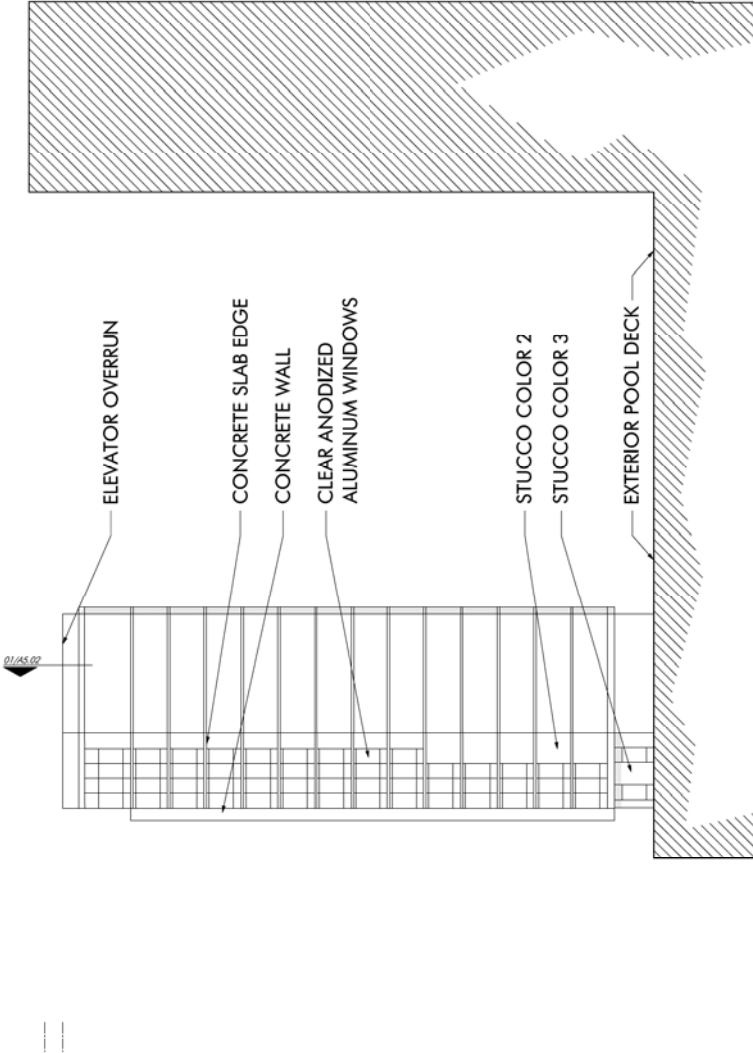 01/A5.02
ELEVATOR OVERRUN
CONCRETE SLAB EDGE
CONCRETE WALL
CLEAR ANODIZED
ALUMINUM WINDOWS
STUCCO COLOR 2
STUCCO COLOR 3
EXTERIOR POOL DECK